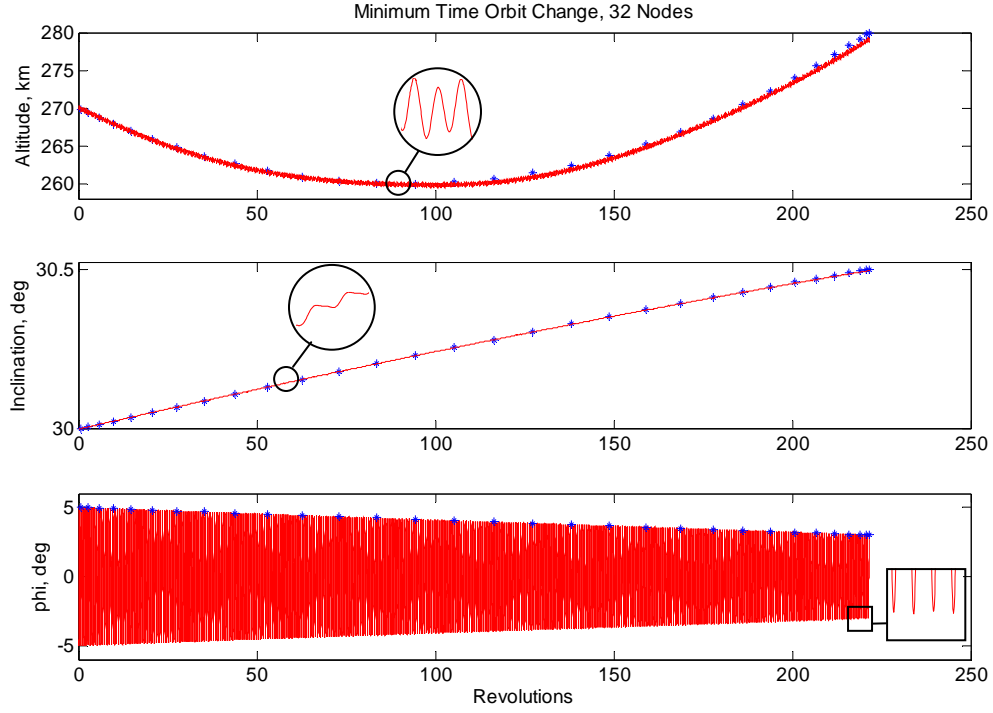 Minimum Time Orbit Change, 32 Nodes
280
275
270
265
260
Altitude, km
0 50 100 150 200 250
30.5
30
Inclination, deg
0 50 100 150 200 250
5
0
-5
phi, deg
0 50 100 150 200 250
Revolutions